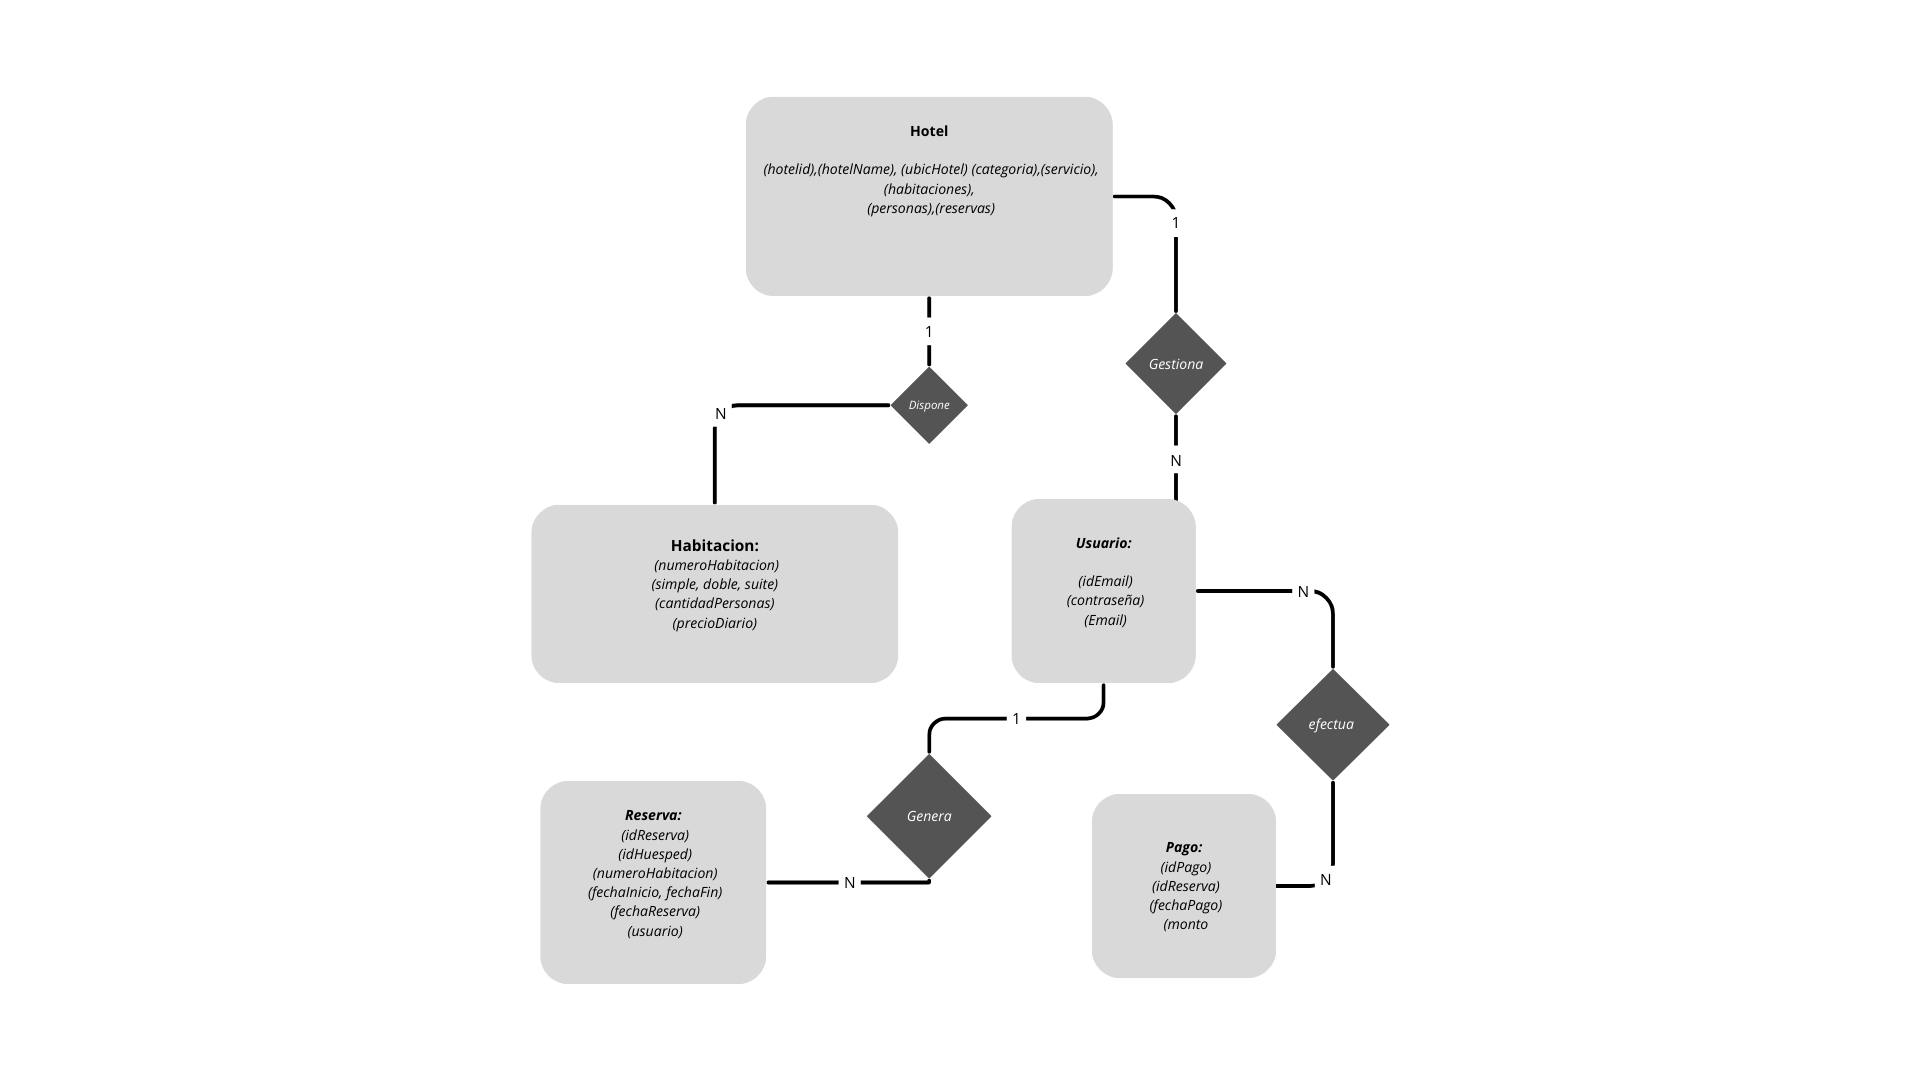 Hotel
(hotelid),(hotelName), (ubicHotel) (categoria),(servicio),
(habitaciones),
(personas),(reservas)
1
1
Gestiona
Dispone
N
N
Habitacion:
(numeroHabitacion)
(simple, doble, suite)
(cantidadPersonas)
(precioDiario)
Usuario:
(idEmail)
(contraseña)
(Email)
N
1
efectua
Genera
Reserva:
(idReserva)
(idHuesped)
(numeroHabitacion)
(fechaInicio, fechaFin)
(fechaReserva)
(usuario)
N
Pago:
(idPago)
(idReserva)
(fechaPago)
(monto
N